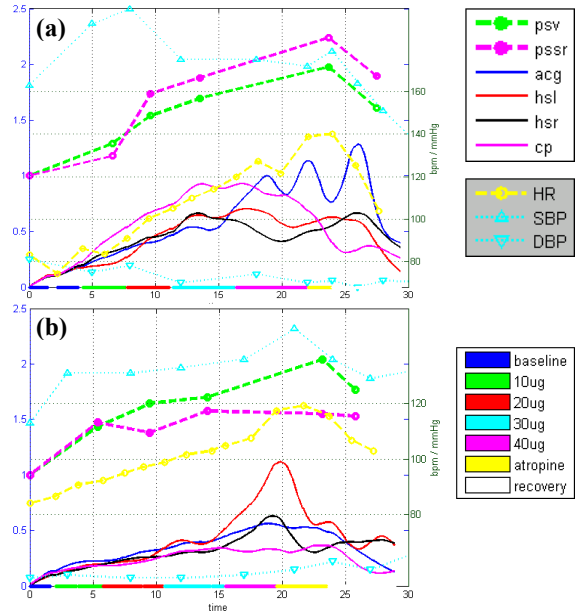 (a)
2.5
2
1.5
1
0.5
0
160
140
120
100
80
bpm / mmHg
0
5
10
15
20
25
30
psv
pssr
acg
hsl
hsr
cp
HR
SBP
DBP
(b)
2.5
2
1.5
1
0.5
0
120
100
80
bpm / mmHg
0
5
10
15
20
25
30
time
baseline
10ug
20ug
30ug
40ug
atropine
recovery